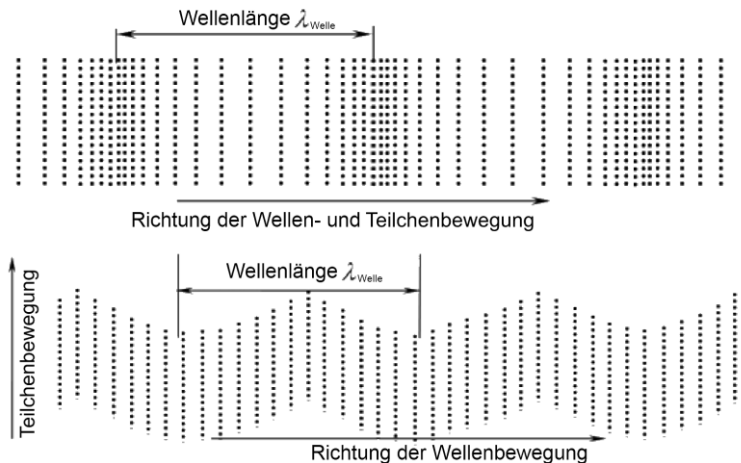 Wellenlänge λWelle
Richtung der Wellen- und Teilchenbewegung
Wellenlänge λWelle
Teilchenbewegung
Richtung der Wellenbewegung